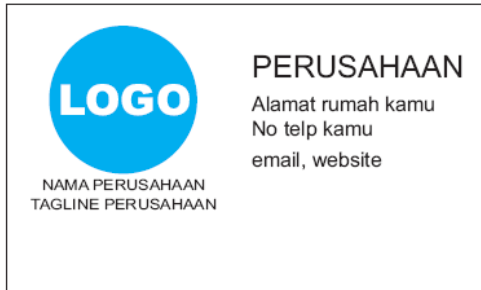 LOGO
NAMA PERUSAHAAN
TAGLINE PERUSAHAAN
PERUSAHAAN
Alamat rumah kamu
No telp kamu
email, website